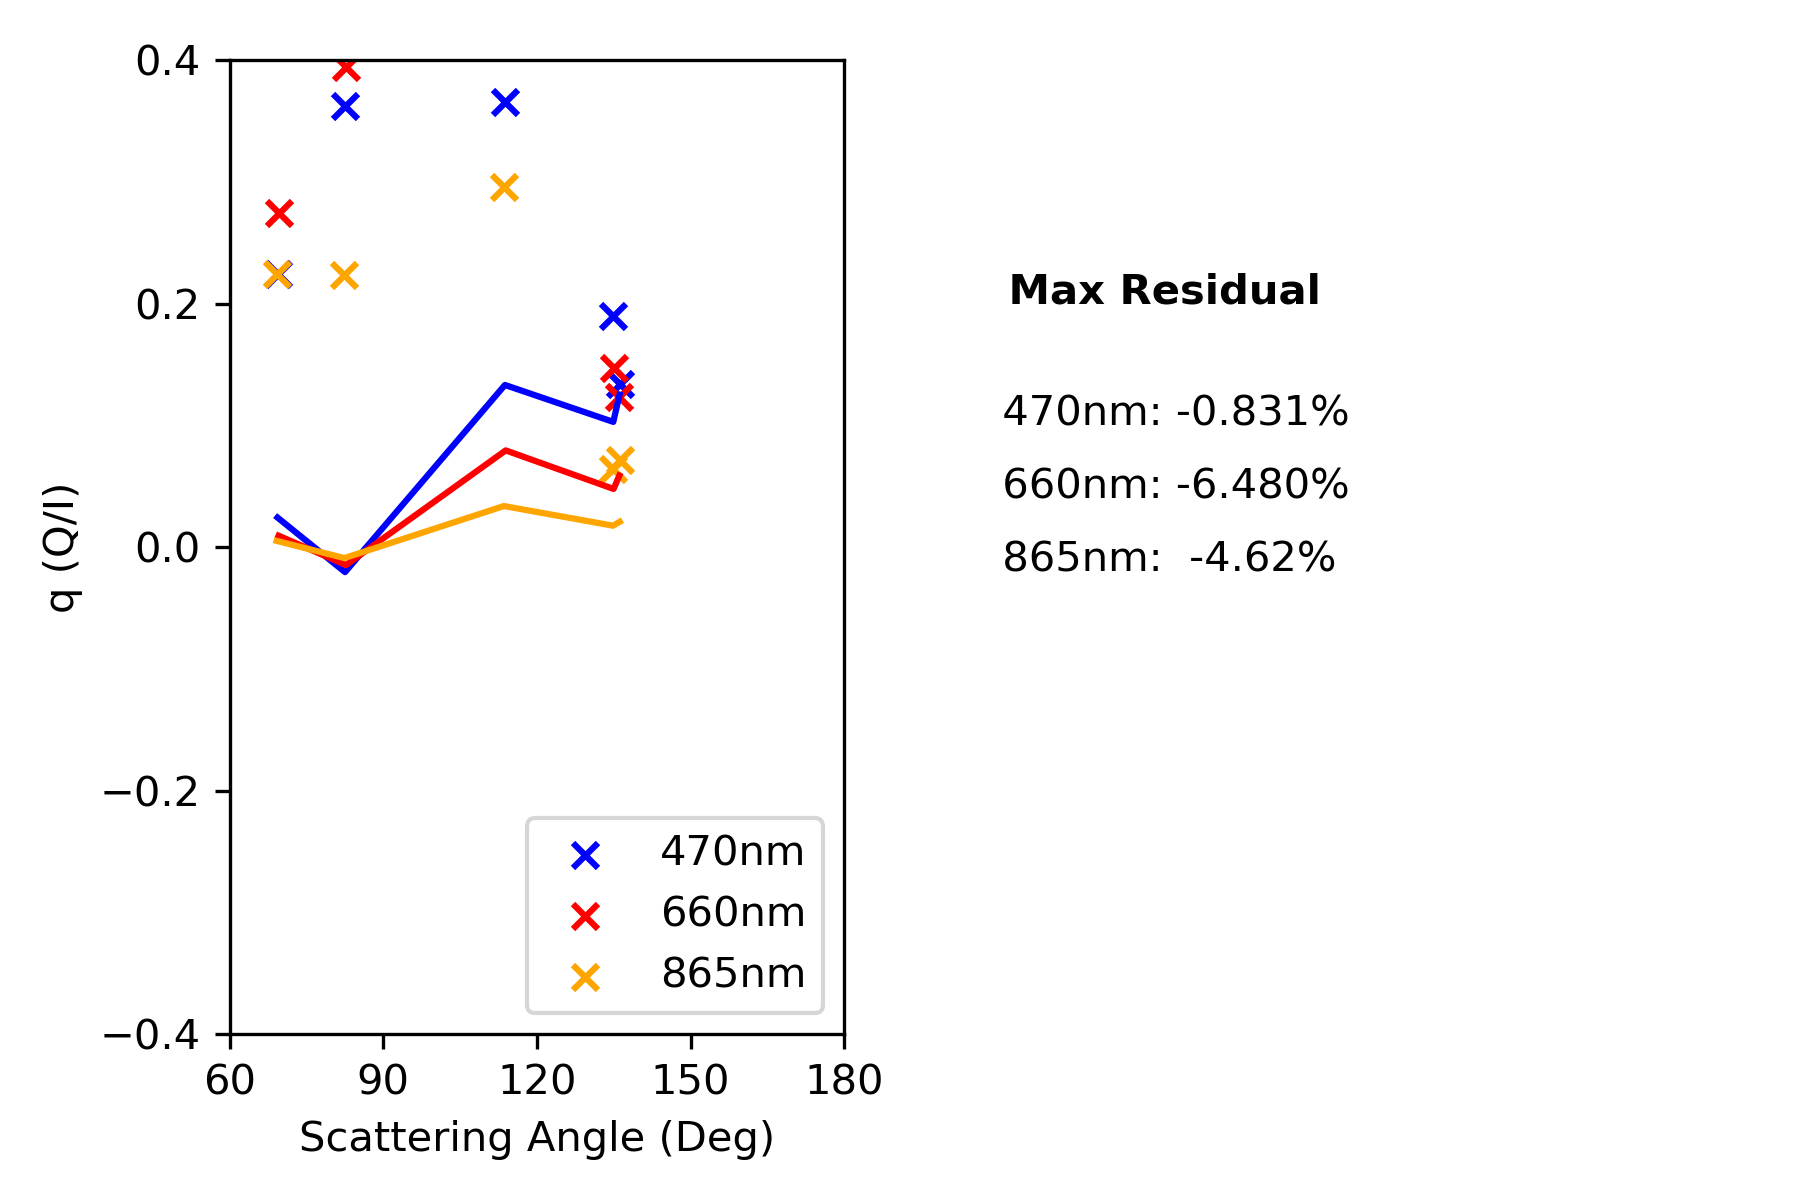 0.4
0.2
0.0
−0.2
−0.4
q (Q/I)
60 90 120 150 180
Scattering Angle (Deg)
470nm
660nm
865nm
Max Residual
470nm: -0.831%
660nm: -6.480%
865nm: -4.62%